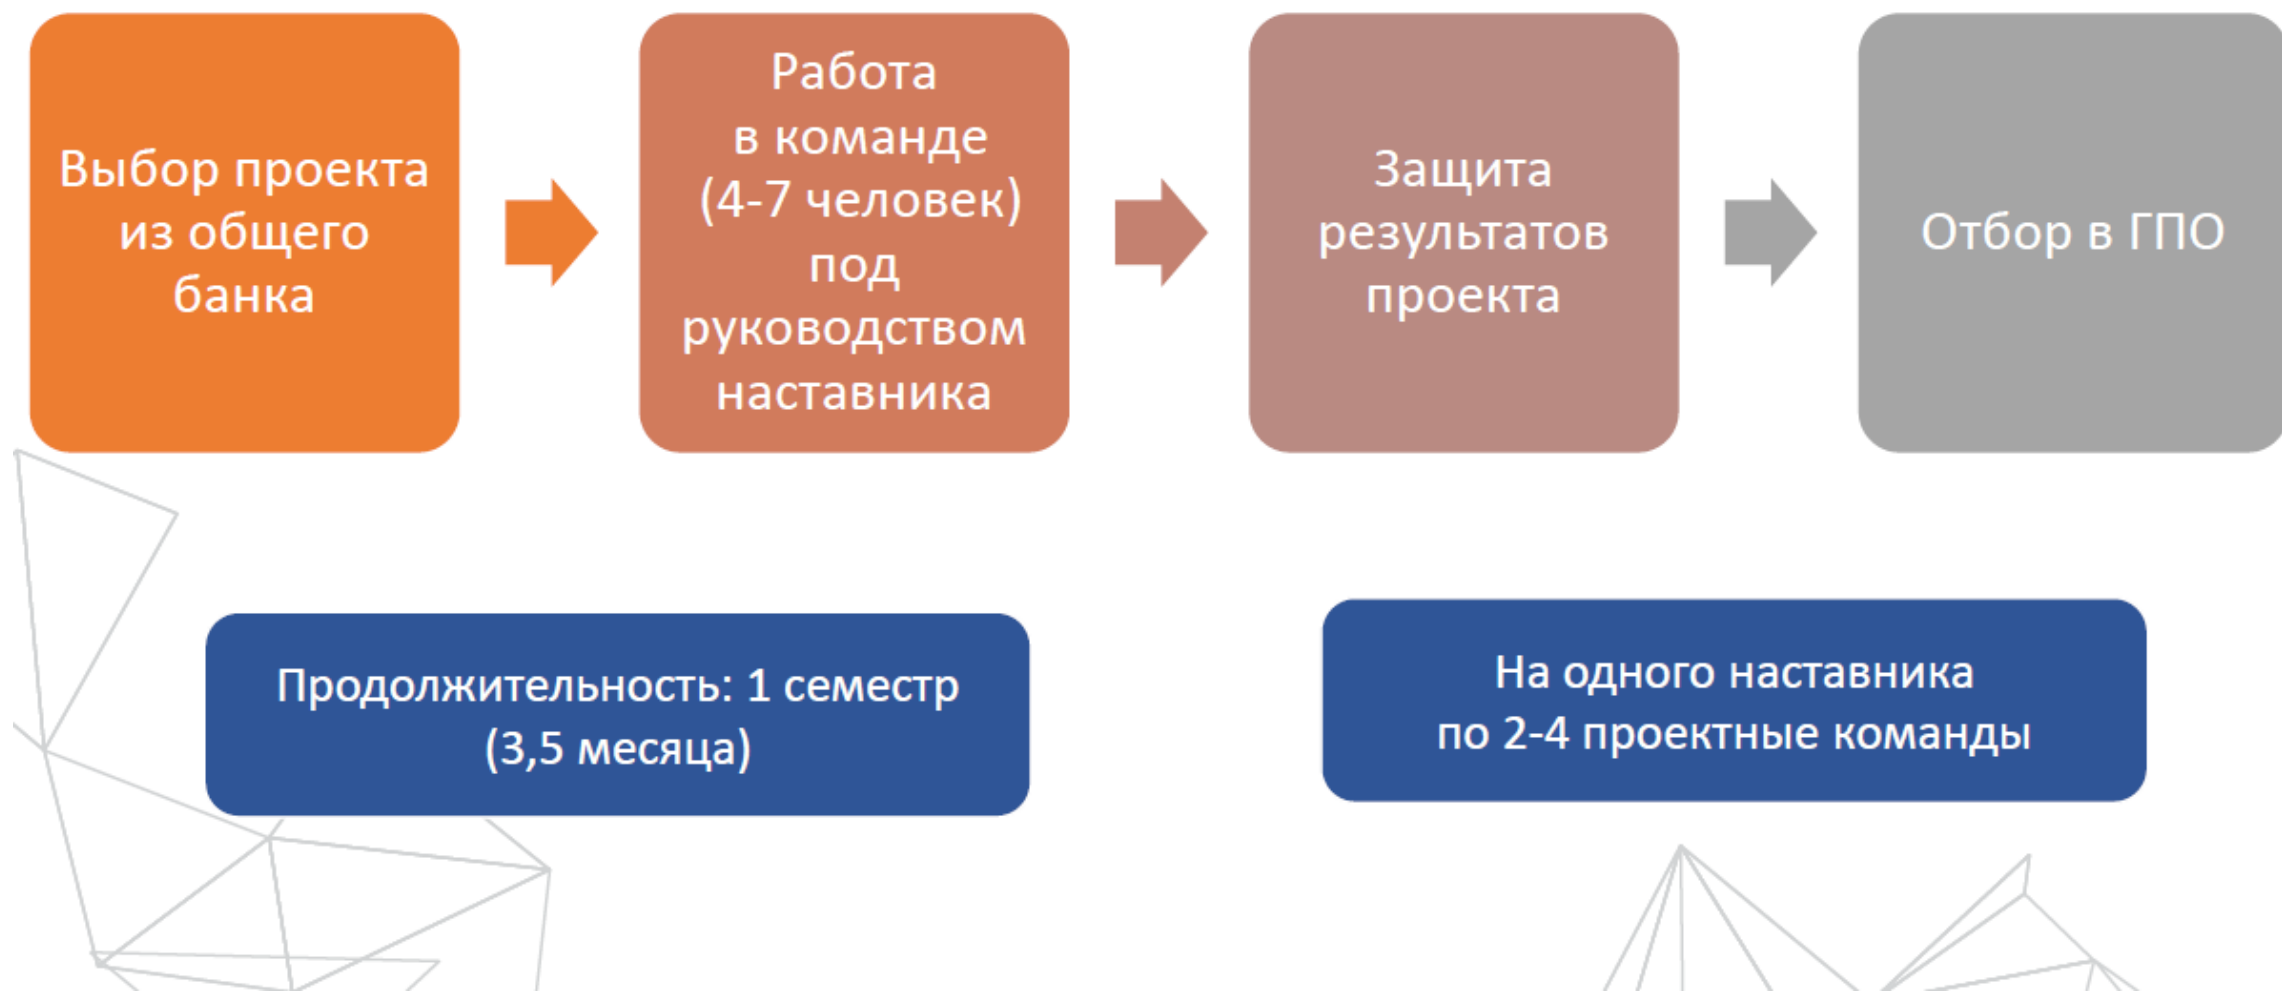 Выбор проекта
из общего
банка
Работа
в команде
(4-7 человек)
под
руководством
наставника
Защита
результатов
проекта
Отбор в ГПО
Продолжительность: 1 семестр
(3,5 месяца)
На одного наставника
по 2-4 проектные команды